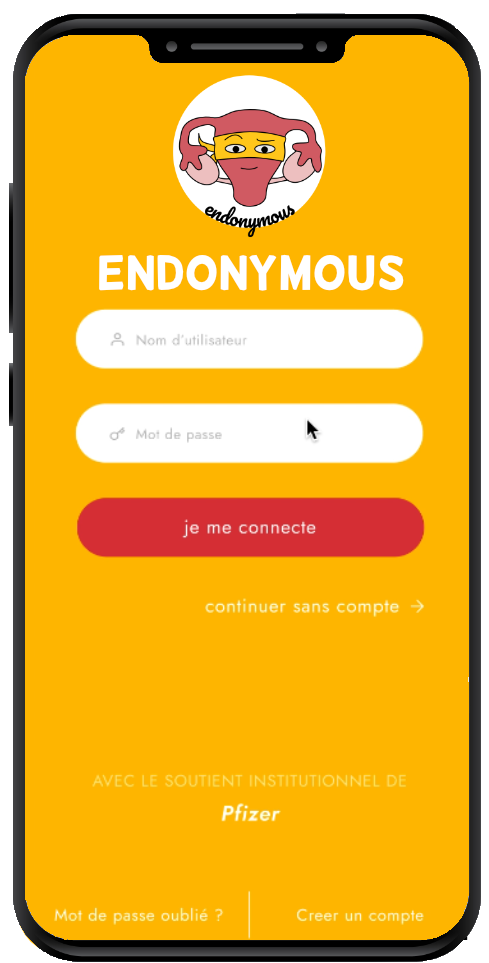 endonymous
ENDONYMOUS
Nom d'utilisateur
Mot de passe
je me connecte
continuer sans compte →
AVEC LE SOUTIENT INSTITUTIONNEL DE
Pfizer
Mot de passe oublié ?
Creer un compte